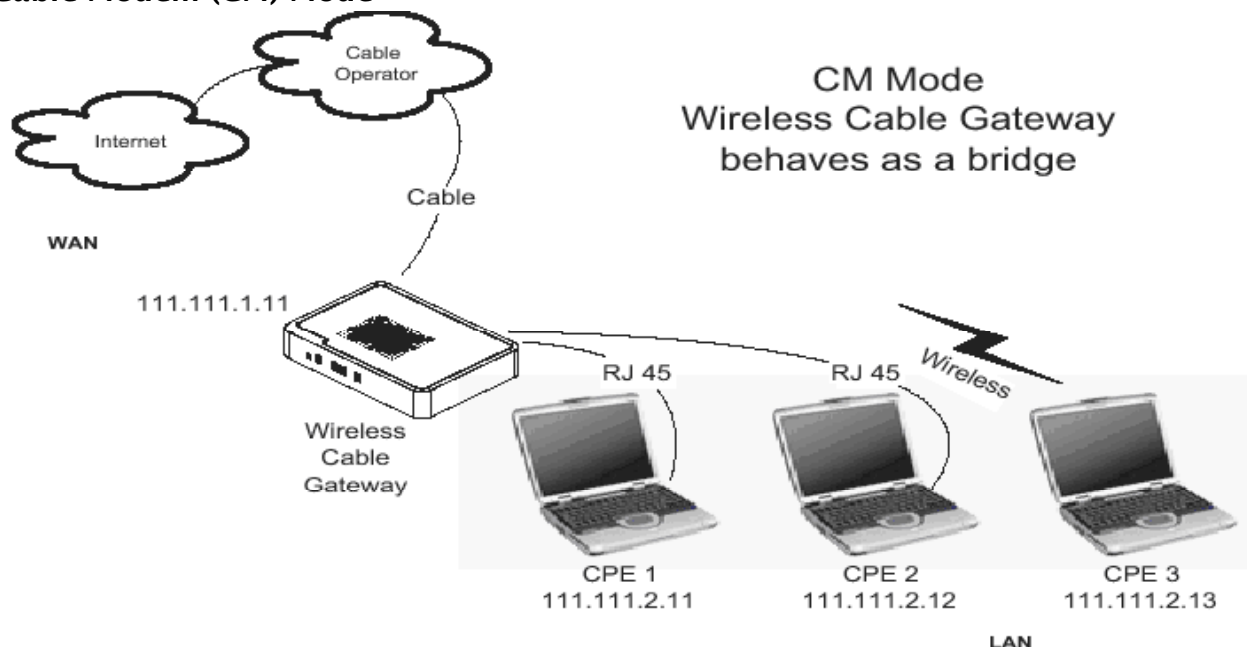 Cable
Operator
Internet
CM Mode
Wireless Cable Gateway
behaves as a bridge
Cable
WAN
111.111.1.11
RJ 45
RJ 45
Wireless
Wireless
Cable
Gateway
CPE 1
111.111.2.11
CPE 2
111.111.2.12
CPE 3
111.111.2.13
LAN